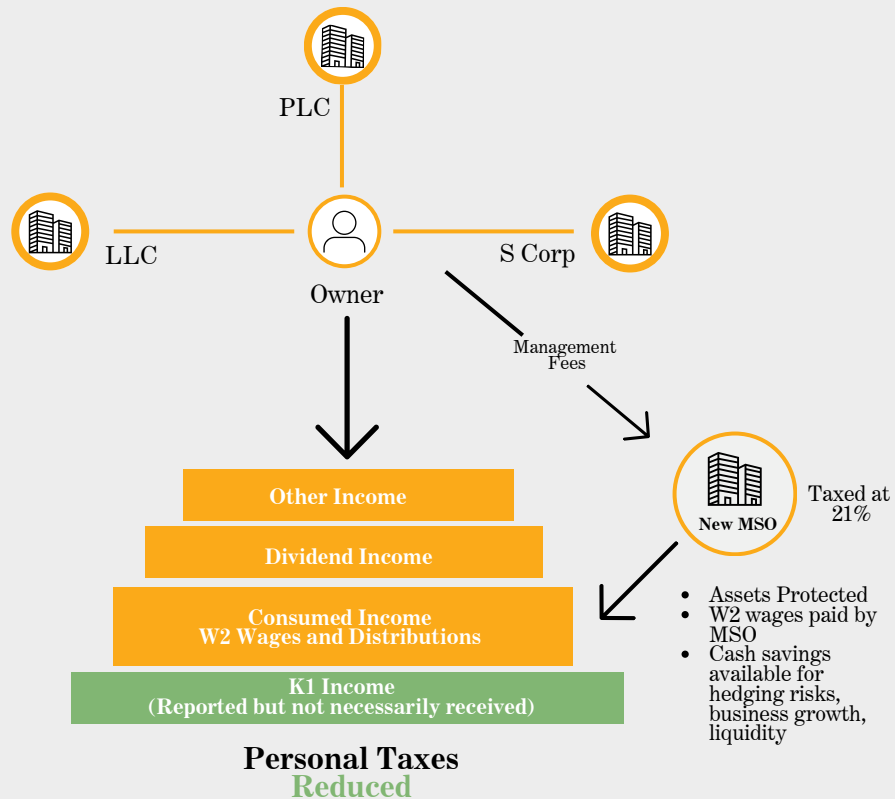 PLC
LLC
S Corp
Owner
Management
Fees
Other Income
Dividend Income
Consumed Income
W2 Wages and Distributions
K1 Income
(Reported but not necessarily received)
Personal Taxes
Reduced
New MSO
Taxed at
21%
• Assets Protected
• W2 wages paid by
MSO
• Cash savings
available for
hedging risks,
business growth,
liquidity